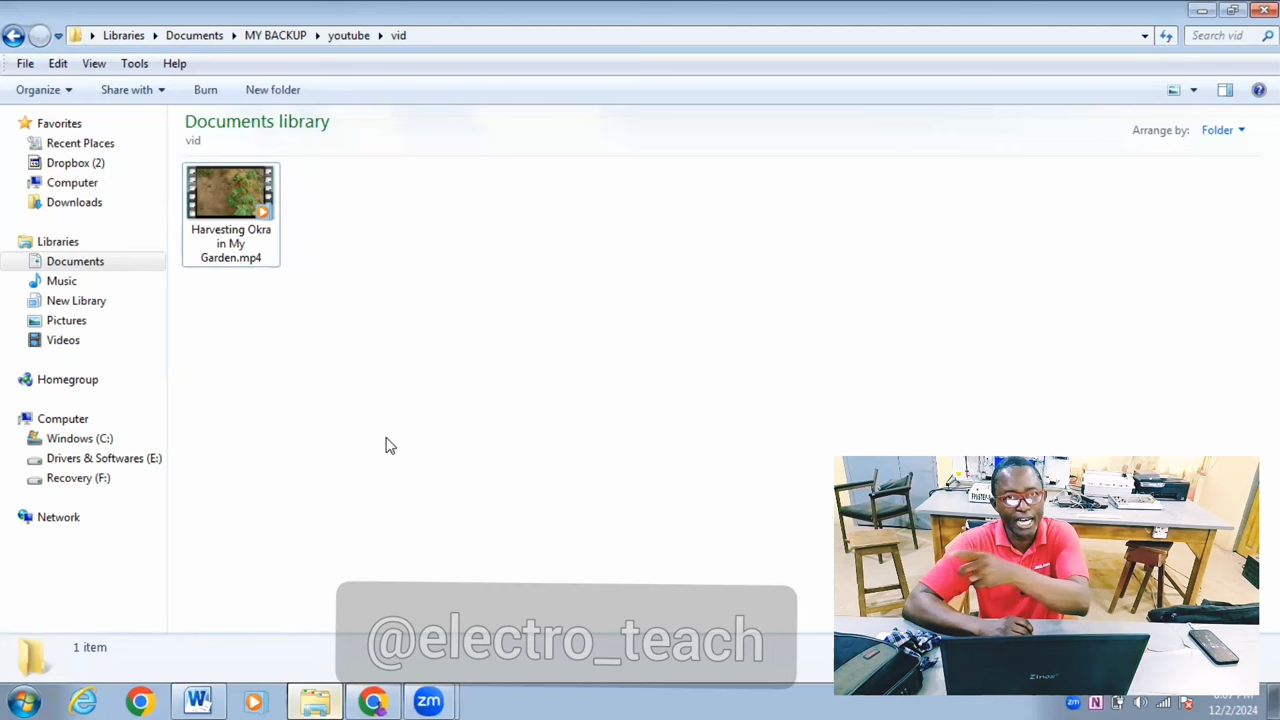 Libraries
Documents
MY BACKUP
youtube
vid
Search vid
File
Edit
View
Tools
Help
Organize
Share with
Burn
New folder
Documents library
vid
Arrange by:
Folder
Favorites
Recent Places
Dropbox (2)
Computer
Downloads
Libraries
Documents
Music
New Library
Pictures
Videos
Homegroup
Computer
Windows (C:)
Drivers & Softwares (E:)
Recovery (F:)
Network
Harvesting Okra
in My
Garden.mp4
@electro_teach
1 item
W
zm
zm
N
12/2/2024
Zinox